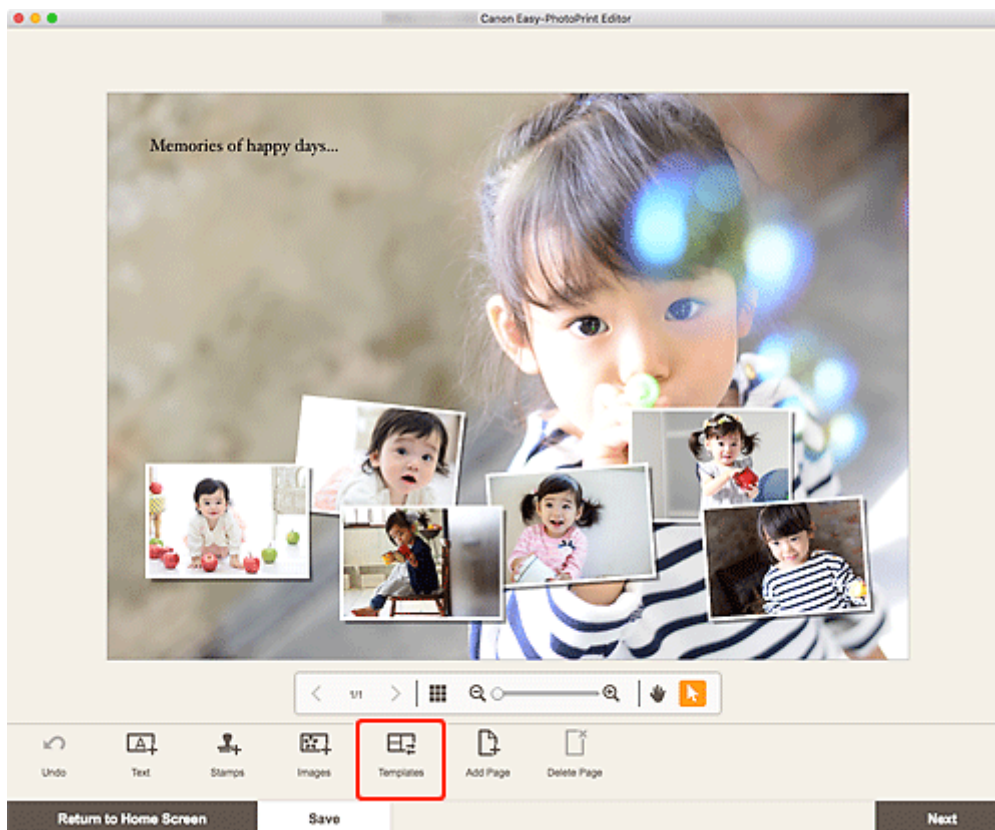 Canon Easy-PhotoPrint Editor
Memories of happy days...
1/1
Undo
Text
Stamps
Images
Templates
Add Page
Delete Page
Return to Home Screen
Save
Next